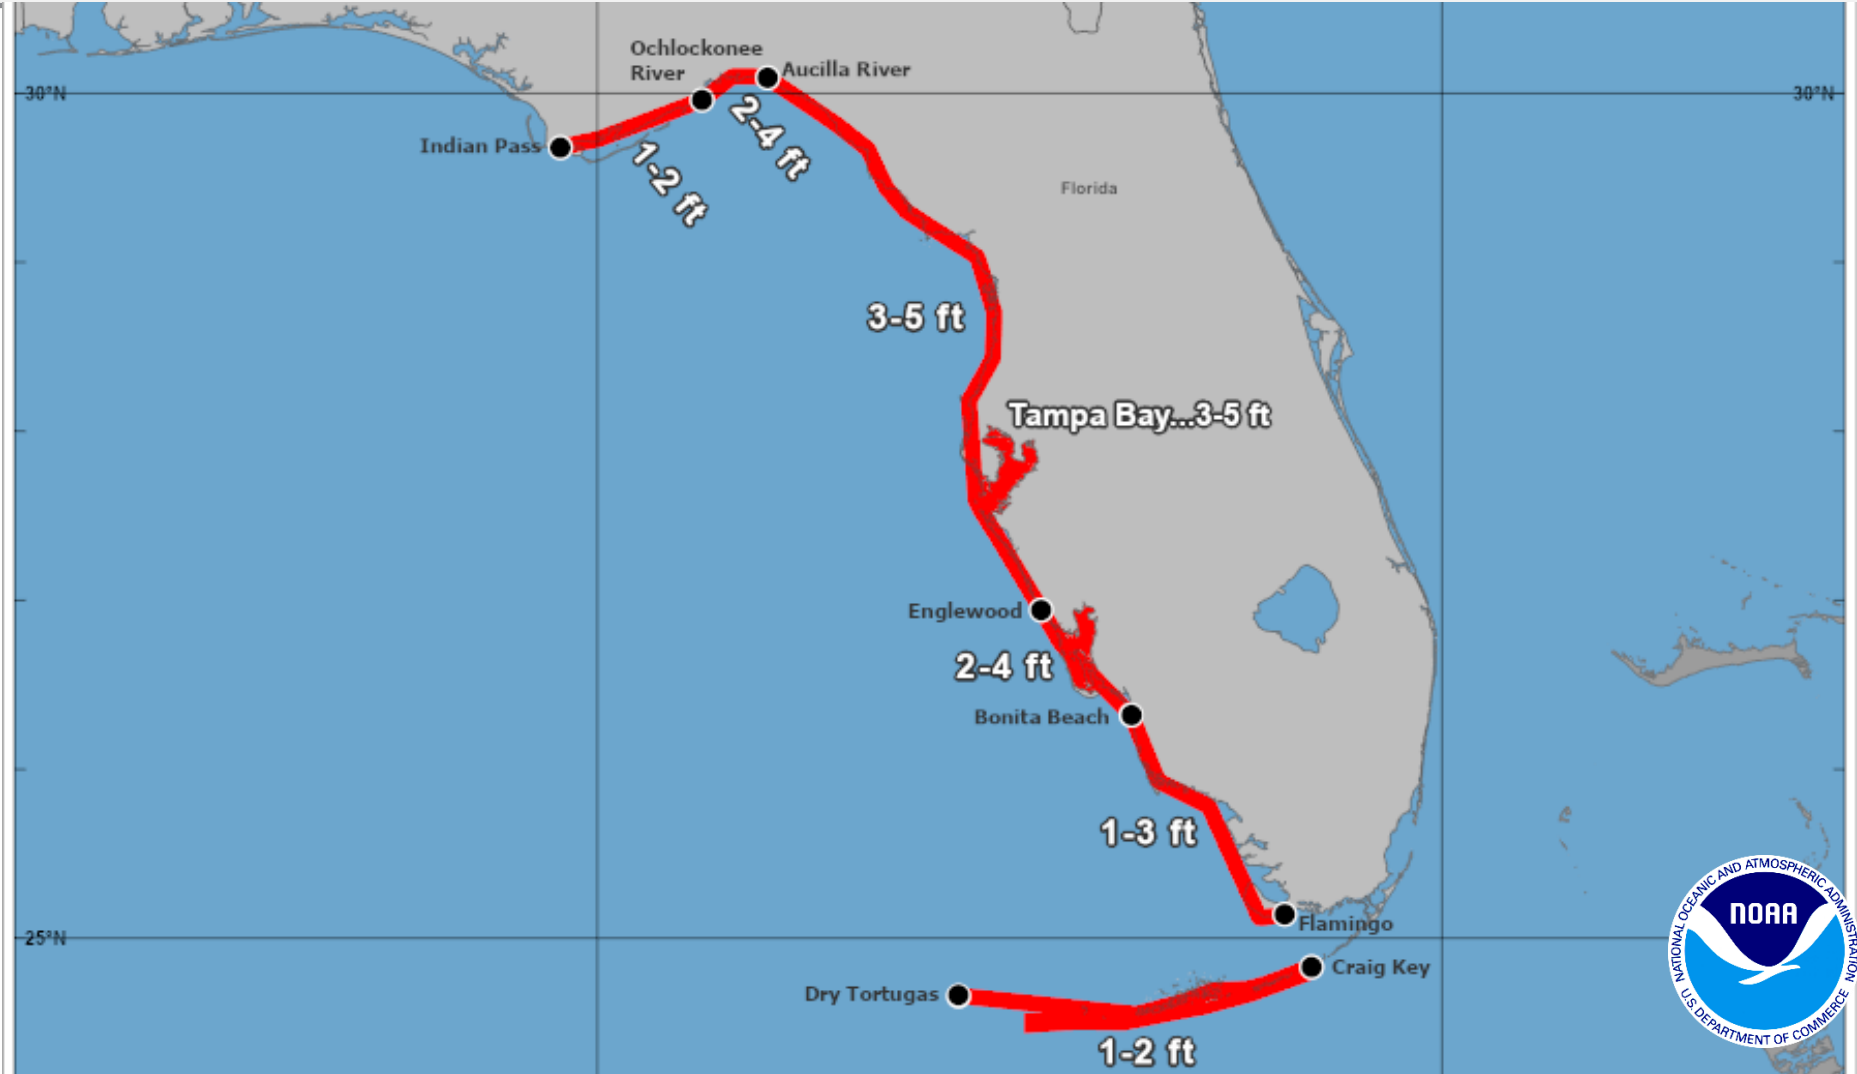 Ochlockonee
River
Aucilla River
30°N
30°N
Indian Pass
2-4 ft
1-2 ft
Florida
3-5 ft
Tampa Bay...3-5 ft
Englewood
2-4 ft
Bonita Beach
1-3 ft
Flamingo
25°N
Craig Key
Dry Tortugas
1-2 ft
NATIONAL OCEANIC AND ATMOSPHERIC ADMINISTRATION
NOAA
U.S. DEPARTMENT OF COMMERCE